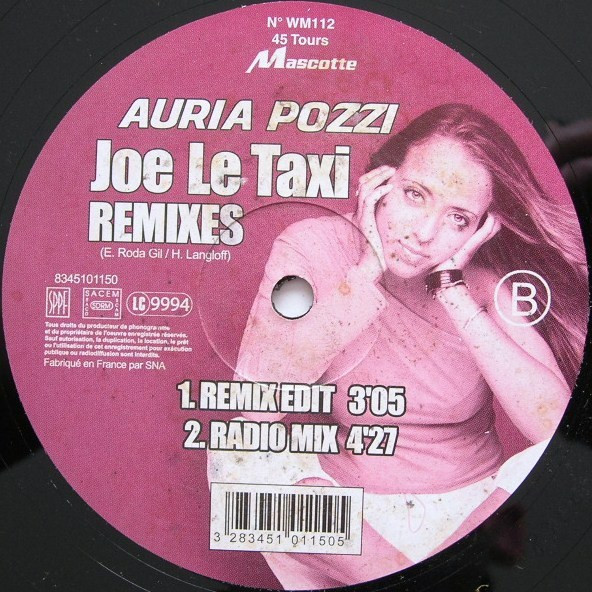 N° WM112
45 Tours
Mascotte
AURIA POZZI
Joe Le Taxi
REMIXES
(E. Roda Gil / H. Langloff)
8345101150
SPPF
SACEM
SDRM
LC 9994
Tous droits du producteur de phonogrammes
et du propriétaire de l'oeuvre enregistrée réservés.
Sauf autorisation, la duplication, la location, le prêt
ou l'utilisation de cet enregistrement pour exécution
publique ou radiodiffusion sont interdits.
Fabriqué en France par SNA
B
1. REMIX EDIT 3'05
2. RADIO MIX 4'27
3 283451 011505